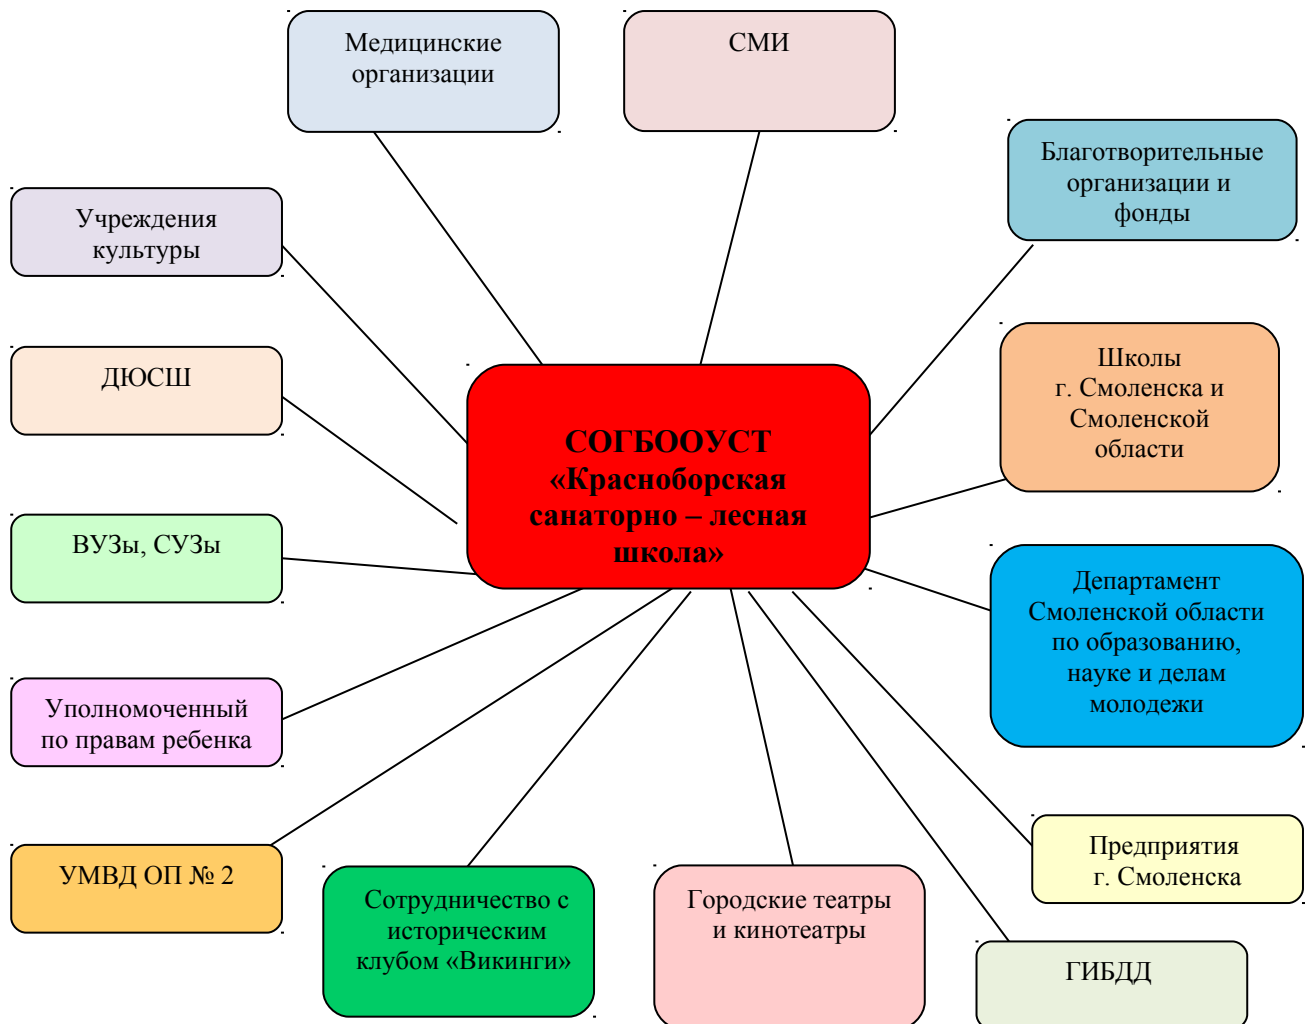 Медицинские
организации
СМИ
Благотворительные
организации и
фонды
Учреждения
культуры
Школы
г. Смоленска и
Смоленской
области
ДЮСШ
СОГБООУСТ
«Красноборская
санаторно – лесная
школа»
ВУЗы, СУЗы
Департамент
Смоленской области
по образованию,
науке и делам
молодежи
Уполномоченный
по правам ребенка
Предприятия
г. Смоленска
УМВД ОП № 2
Сотрудничество с
историческим
клубом «Викинги»
Городские театры
и кинотеатры
ГИБДД